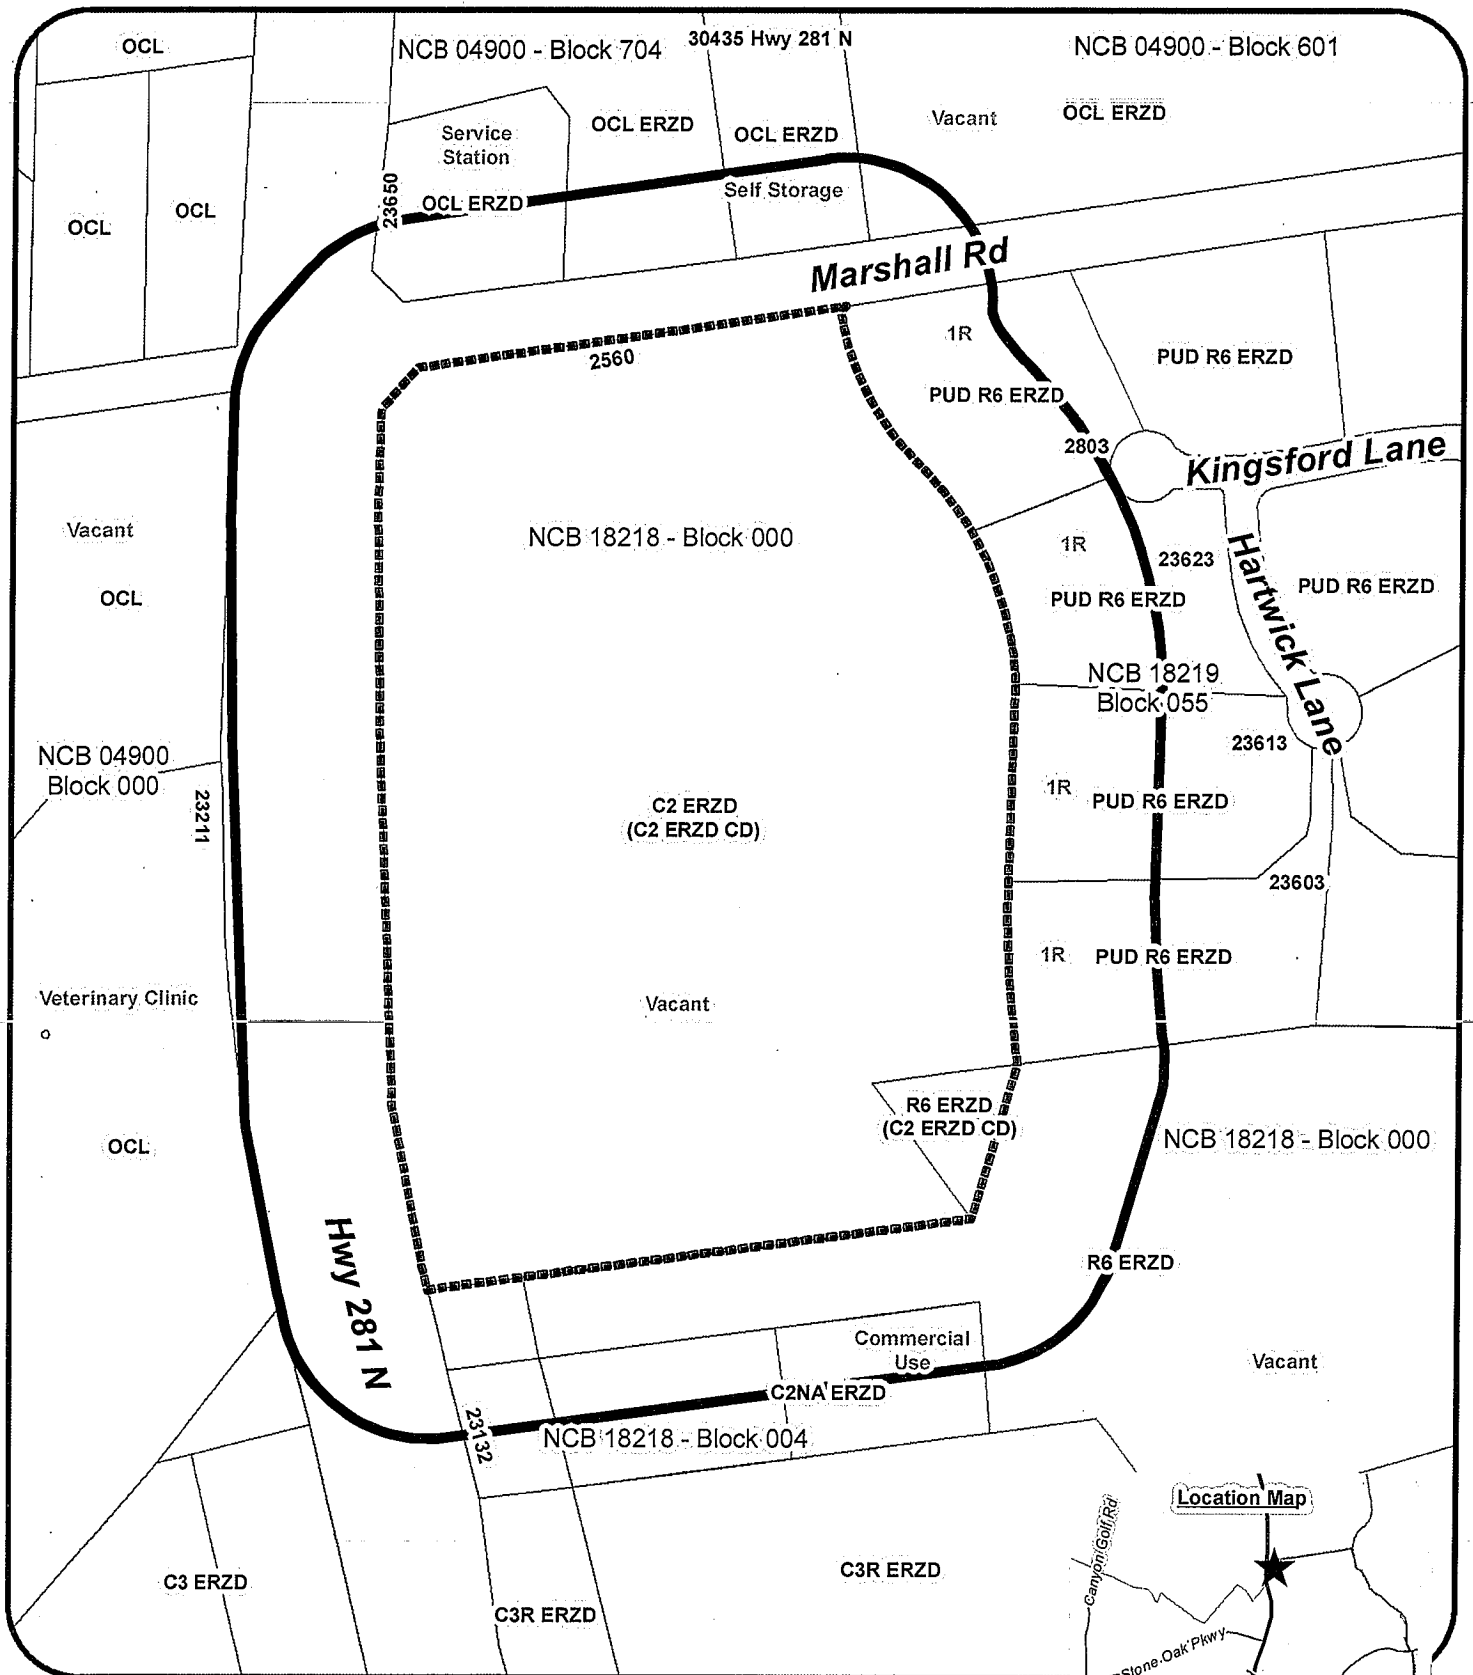 OCL
NCB 04900 - Block 704
30435 Hwy 281 N
NCB 04900 - Block 601
Service
Station
OCL ERZD
OCL ERZD
Vacant
OCL ERZD
OCL
OCL
23650
OCL ERZD
Self Storage
Marshall Rd
2560
1R
PUD R6 ERZD
PUD R6 ERZD
2803
Kingsford Lane
Vacant
OCL
NCB 18218 - Block 000
1R
23623
PUD R6 ERZD
Hartwick Lane
PUD R6 ERZD
NCB 18219
Block 055
23613
NCB 04900
Block 000
23211
C2 ERZD
(C2 ERZD CD)
1R
PUD R6 ERZD
23603
1R
PUD R6 ERZD
Veterinary Clinic
Vacant
R6 ERZD
(C2 ERZD CD)
NCB 18218 - Block 000
OCL
Hwy 281 N
R6 ERZD
Commercial
Use
Vacant
C2NA ERZD
23132
NCB 18218 - Block 004
Location Map
Canyon Golf Rd
C3 ERZD
C3R ERZD
C3R ERZD
Stone Oak Pkwy